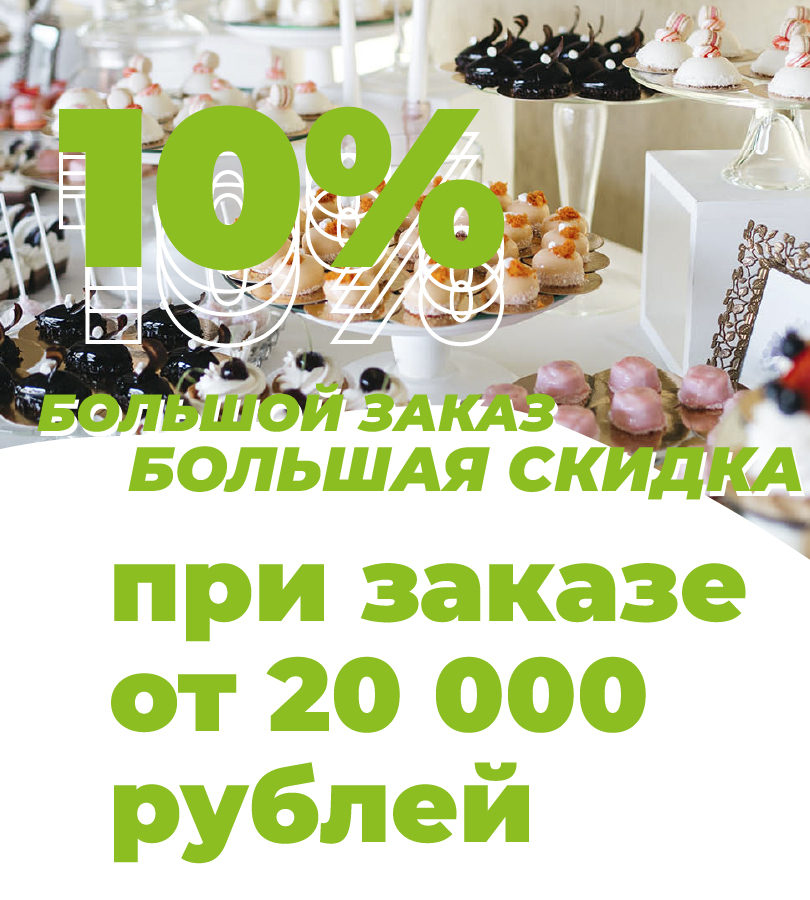 10%
БОЛЬШОЙ ЗАКАЗ
БОЛЬШАЯ СКИДКА
при заказе
от 20 000
рублей